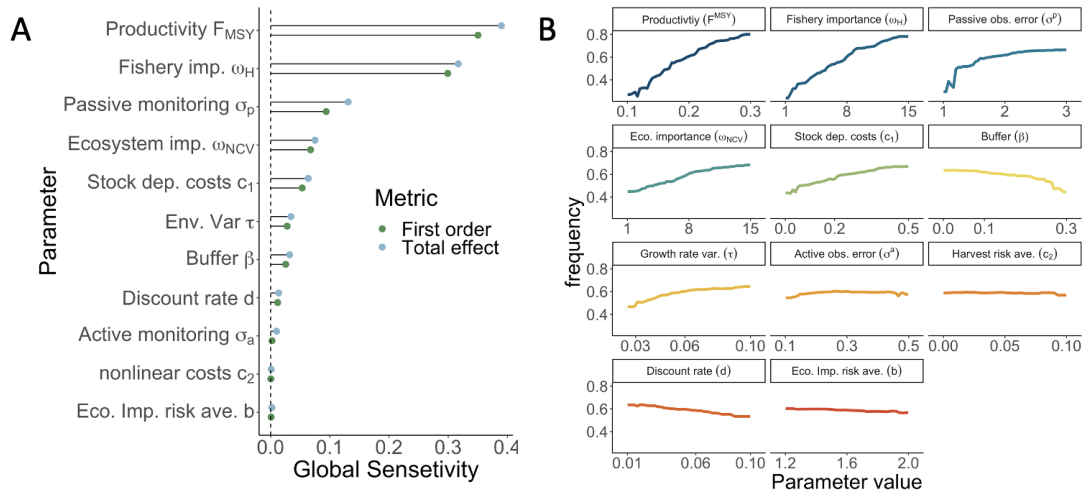 A
Parameter
Productivity F_MSY
Fishery imp. ω_H
Passive monitoring σ_p
Ecosystem imp. ω_NCV
Stock dep. costs c_1
Env. Var τ
Buffer β
Discount rate d
Active monitoring σ_a
nonlinear costs c_2
Eco. Imp. risk ave. b
Metric
First order
Total effect
0.0 0.1 0.2 0.3 0.4
Global Sensetivity
B
frequency
Productivtiy (F^MSY) Fishery importance (ω_H) Passive obs. error (σ^p)
0.8
0.6
0.4
0.1 0.2 0.3 1 8 15 1 2 3
Eco. importance (ω_NCV) Stock dep. costs (c_1) Buffer (β)
0.8
0.6
0.4
1 8 15 0.0 0.2 0.5 0.0 0.2 0.3
Growth rate var. (τ) Active obs. error (σ^a) Harvest risk ave. (c_2)
0.8
0.6
0.4
0.03 0.06 0.10 0.1 0.3 0.5 0.00 0.05 0.10
Discount rate (d) Eco. Imp. risk ave. (b)
0.8
0.6
0.4
0.01 0.05 0.10 1.2 1.6 2.0
Parameter value